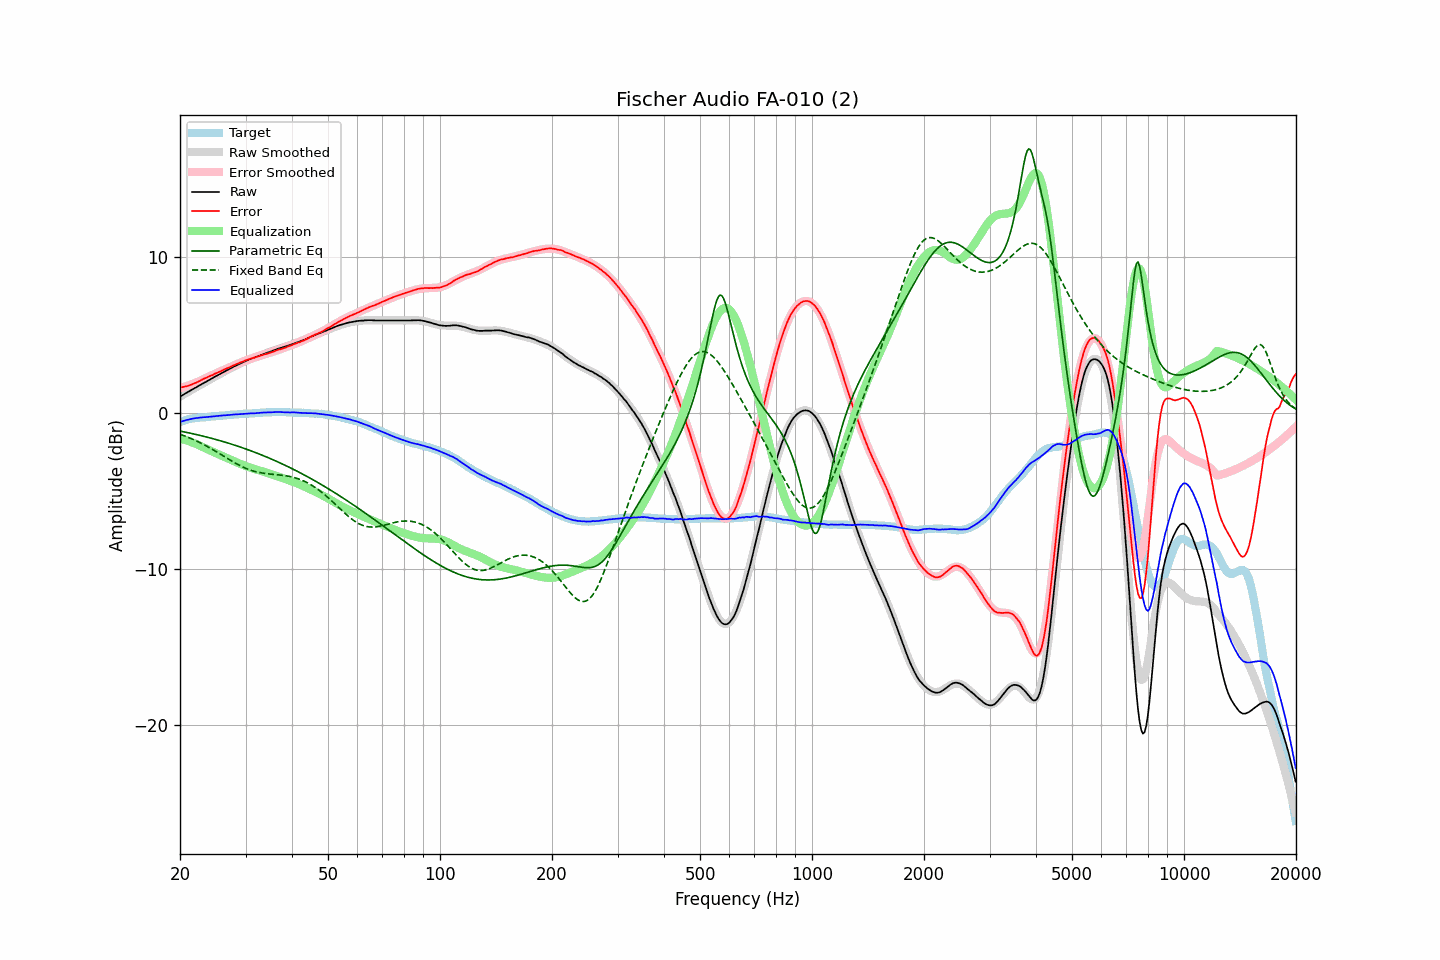 Fischer Audio FA-010 (2)
Target
Raw Smoothed
Error Smoothed
Raw
Error
Equalization
Parametric Eq
Fixed Band Eq
Equalized
Amplitude (dBr)
10
0
−10
−20
20
50
100
200
500
1000
2000
5000
10000
20000
Frequency (Hz)